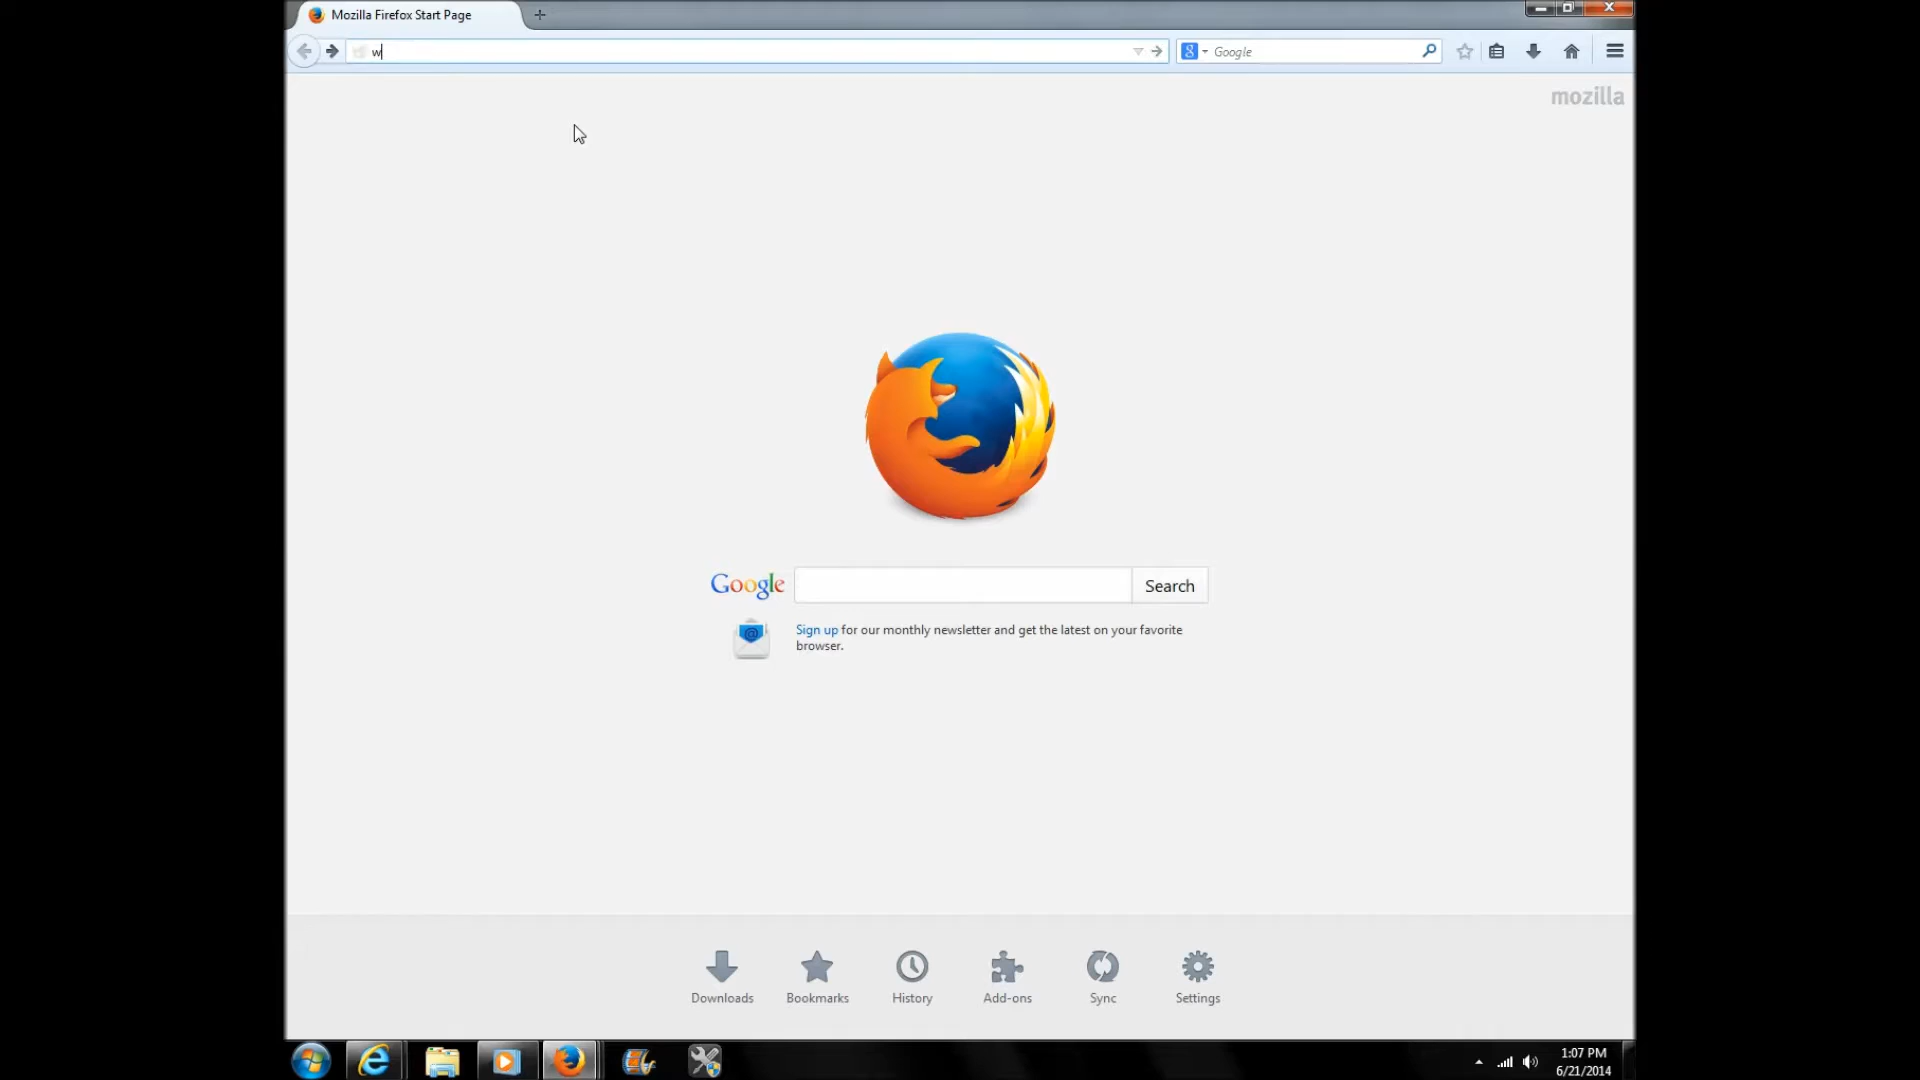 Mozilla Firefox Start Page
w
Google
mozilla
Google
Search
Sign up for our monthly newsletter and get the latest on your favorite
browser.
Downloads
Bookmarks
History
Add-ons
Sync
Settings
1:07 PM
6/21/2014